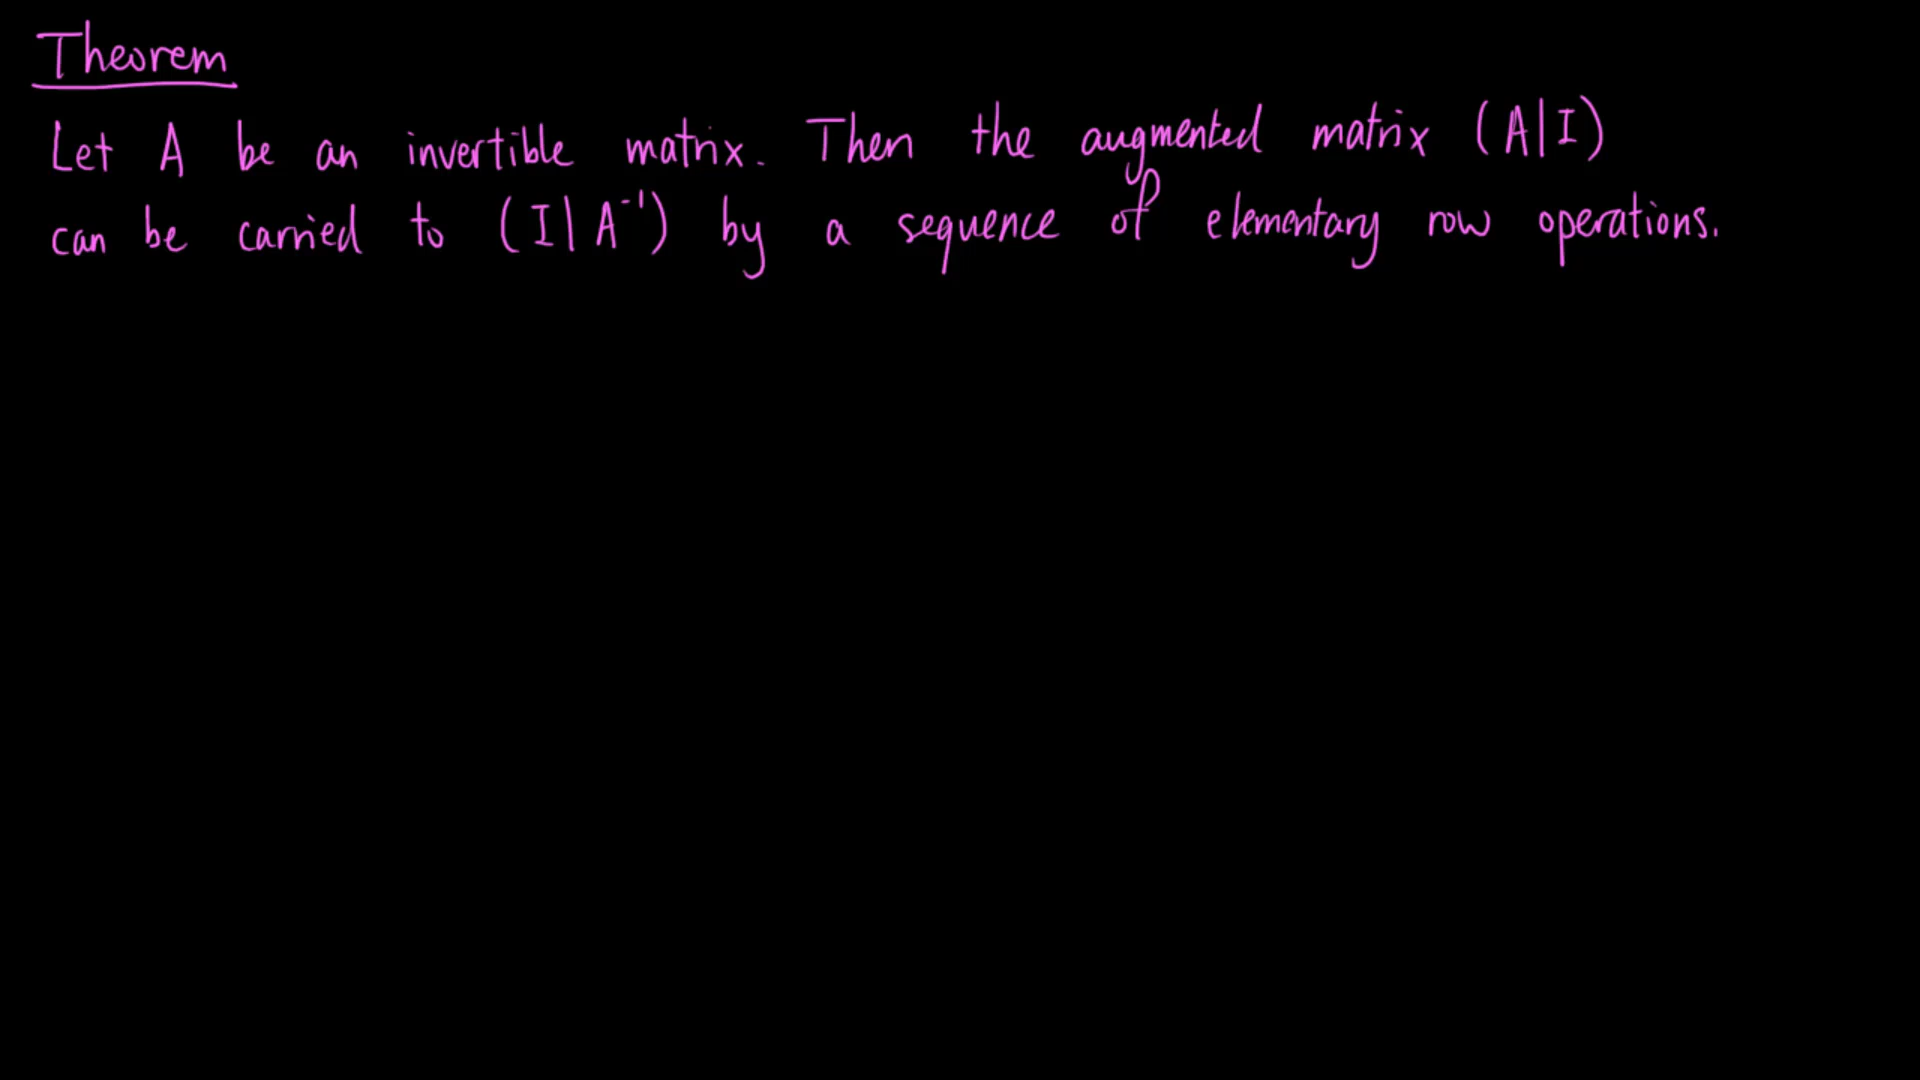 Theorem
Let A be an invertible matrix. Then the augmented matrix (A|I)
can be carried to (I|A⁻¹) by a sequence of elementary row operations.